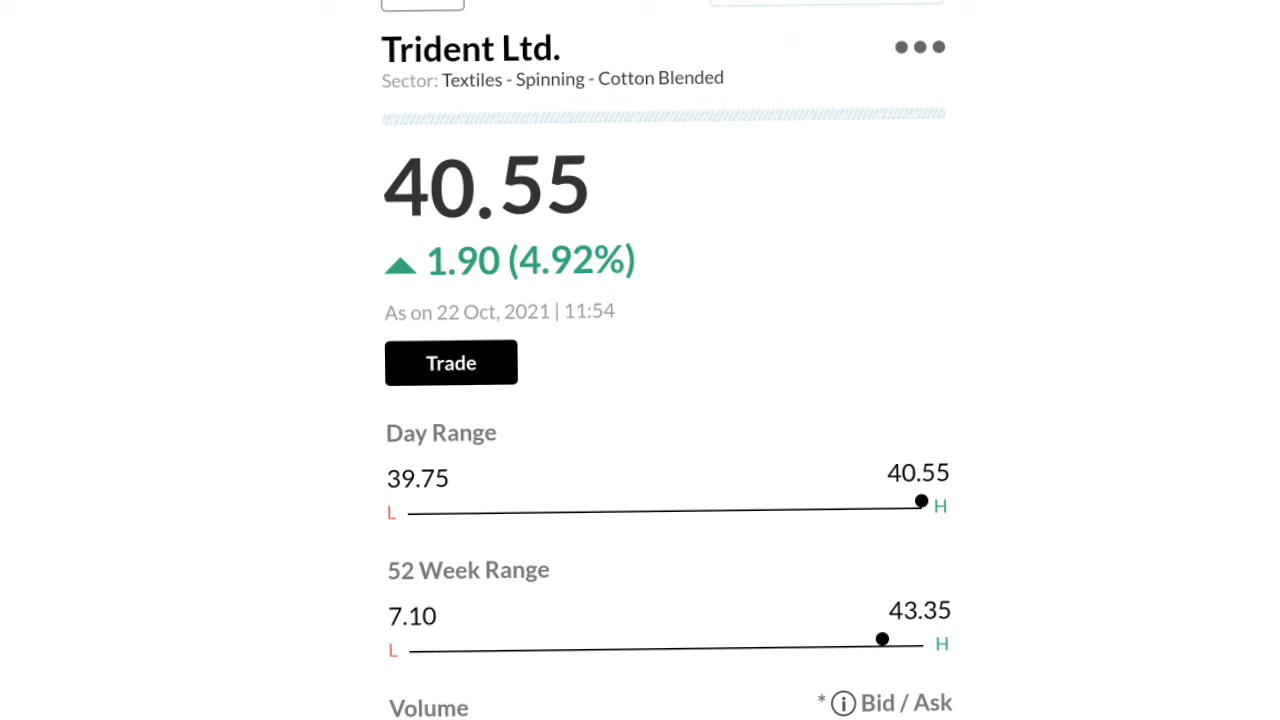 Trident Ltd.
Sector: Textiles - Spinning - Cotton Blended
40.55
1.90 (4.92%)
As on 22 Oct, 2021 | 11:54
Trade
Day Range
39.75 40.55
L H
52 Week Range
7.10 43.35
L H
Volume * i Bid / Ask